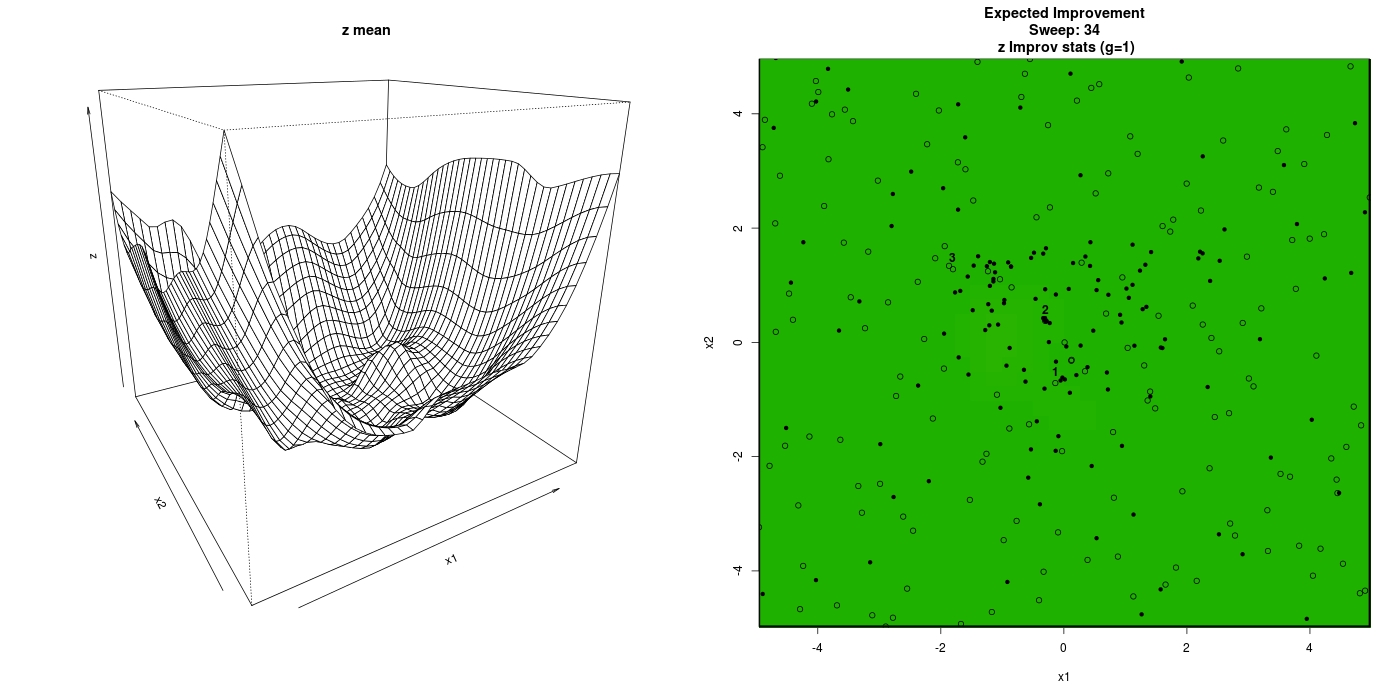 z mean
z
x2
x1
Expected Improvement
Sweep: 34
z Improv stats (g=1)
x2
4
2
0
-2
-4
3
2
1
-4
-2
0
2
4
x1